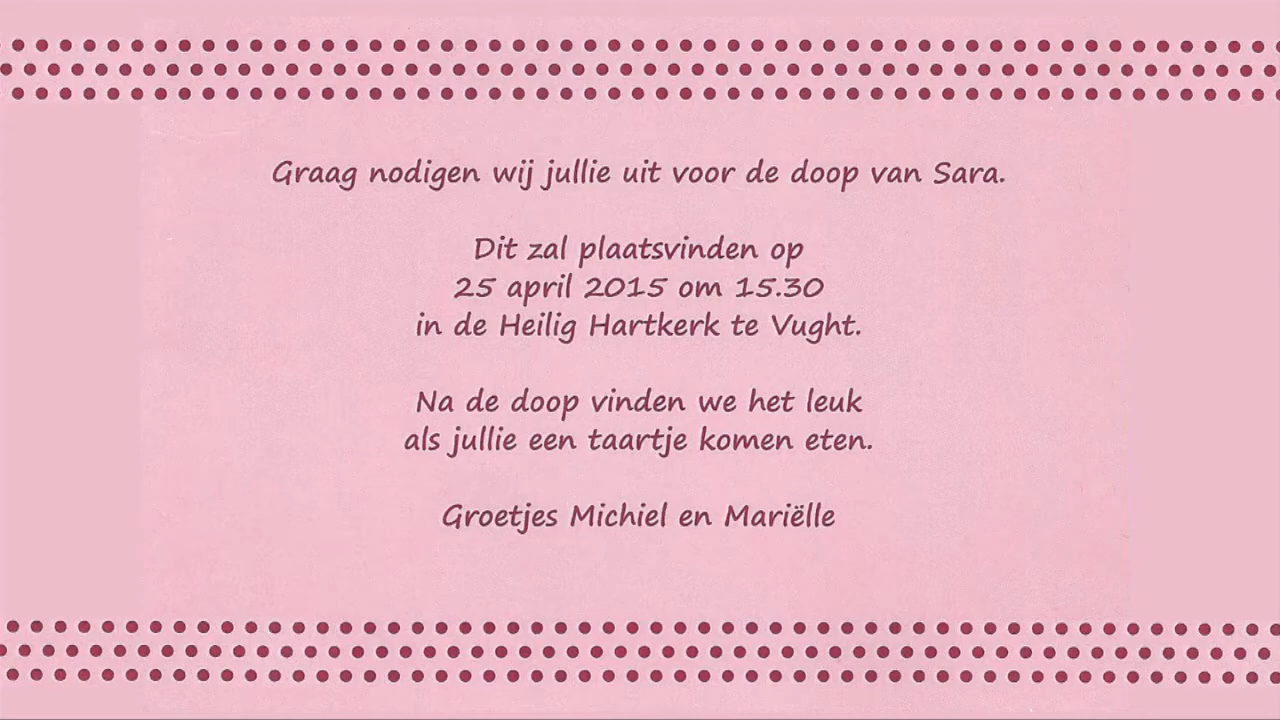 Graag nodigen wij jullie uit voor de doop van Sara.
Dit zal plaatsvinden op
25 april 2015 om 15.30
in de Heilig Hartkerk te Vught.
Na de doop vinden we het leuk
als jullie een taartje komen eten.
Groetjes Michiel en Mariëlle